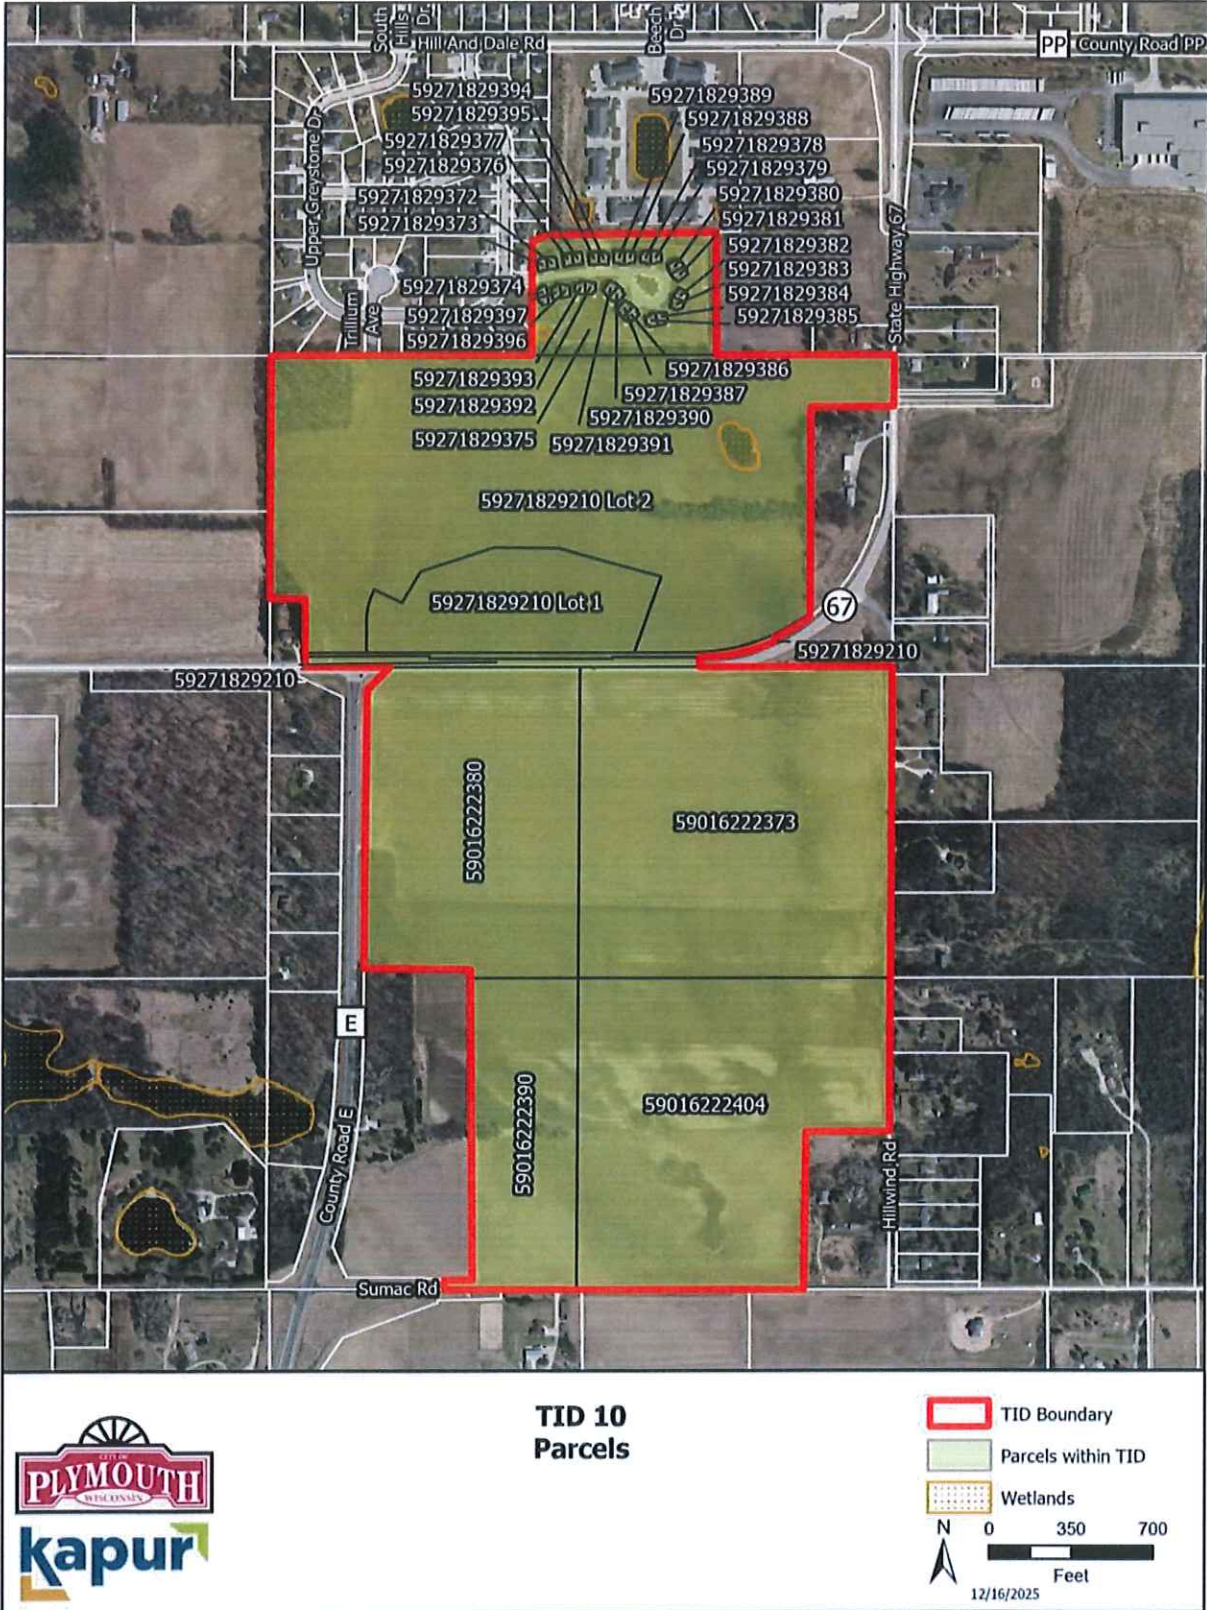 South
Hills
Dr
Beech
Dr
Hill And Dale Rd
PP
County Road PP
59271829394
59271829389
59271829395
59271829388
59271829377
59271829378
59271829376
59271829379
59271829372
59271829380
59271829373
59271829381
Upper Greystone Dr
State Highway 67
59271829382
59271829383
59271829374
59271829384
59271829397
59271829385
Trillium
Ave
59271829396
59271829386
59271829393
59271829387
59271829392
59271829390
59271829375
59271829391
59271829210 Lot 2
59271829210 Lot 1
67
59271829210
59271829210
59016222380
59016222373
E
59016222390
59016222404
County Road E
Hillwind Rd
Sumac Rd
TID 10
Parcels
CITY OF
PLYMOUTH
WISCONSIN
kapur
TID Boundary
Parcels within TID
Wetlands
N
0 350 700
Feet
12/16/2025